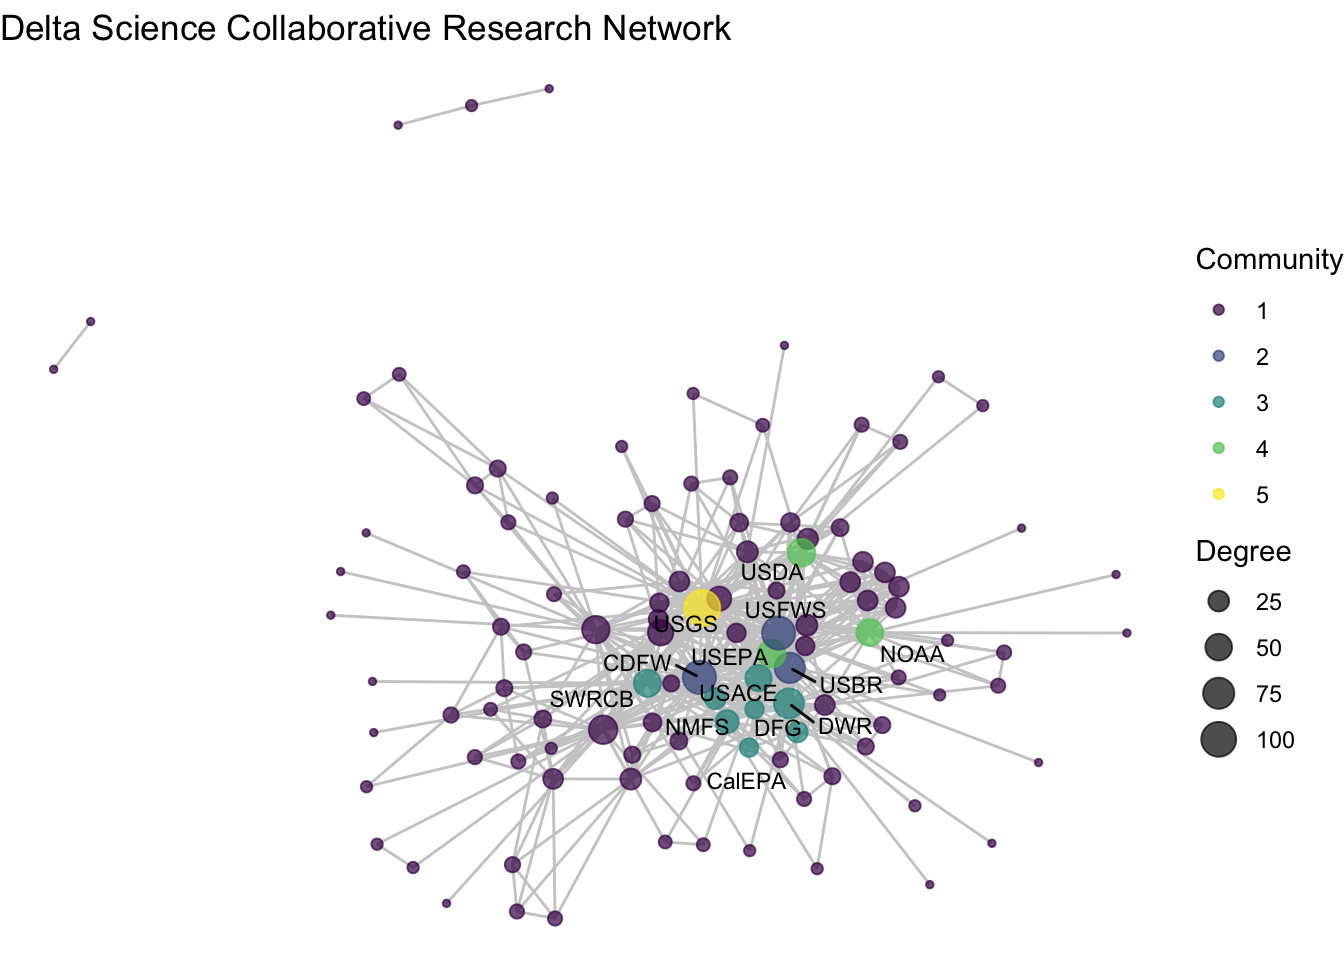 Delta Science Collaborative Research Network
Community
1
2
3
4
5
Degree
25
50
75
100
USDA
USFWS
USGS
CDFW
USEPA
NOAA
USBR
USACE
SWRCB
NMFS
DFG
DWR
CalEPA